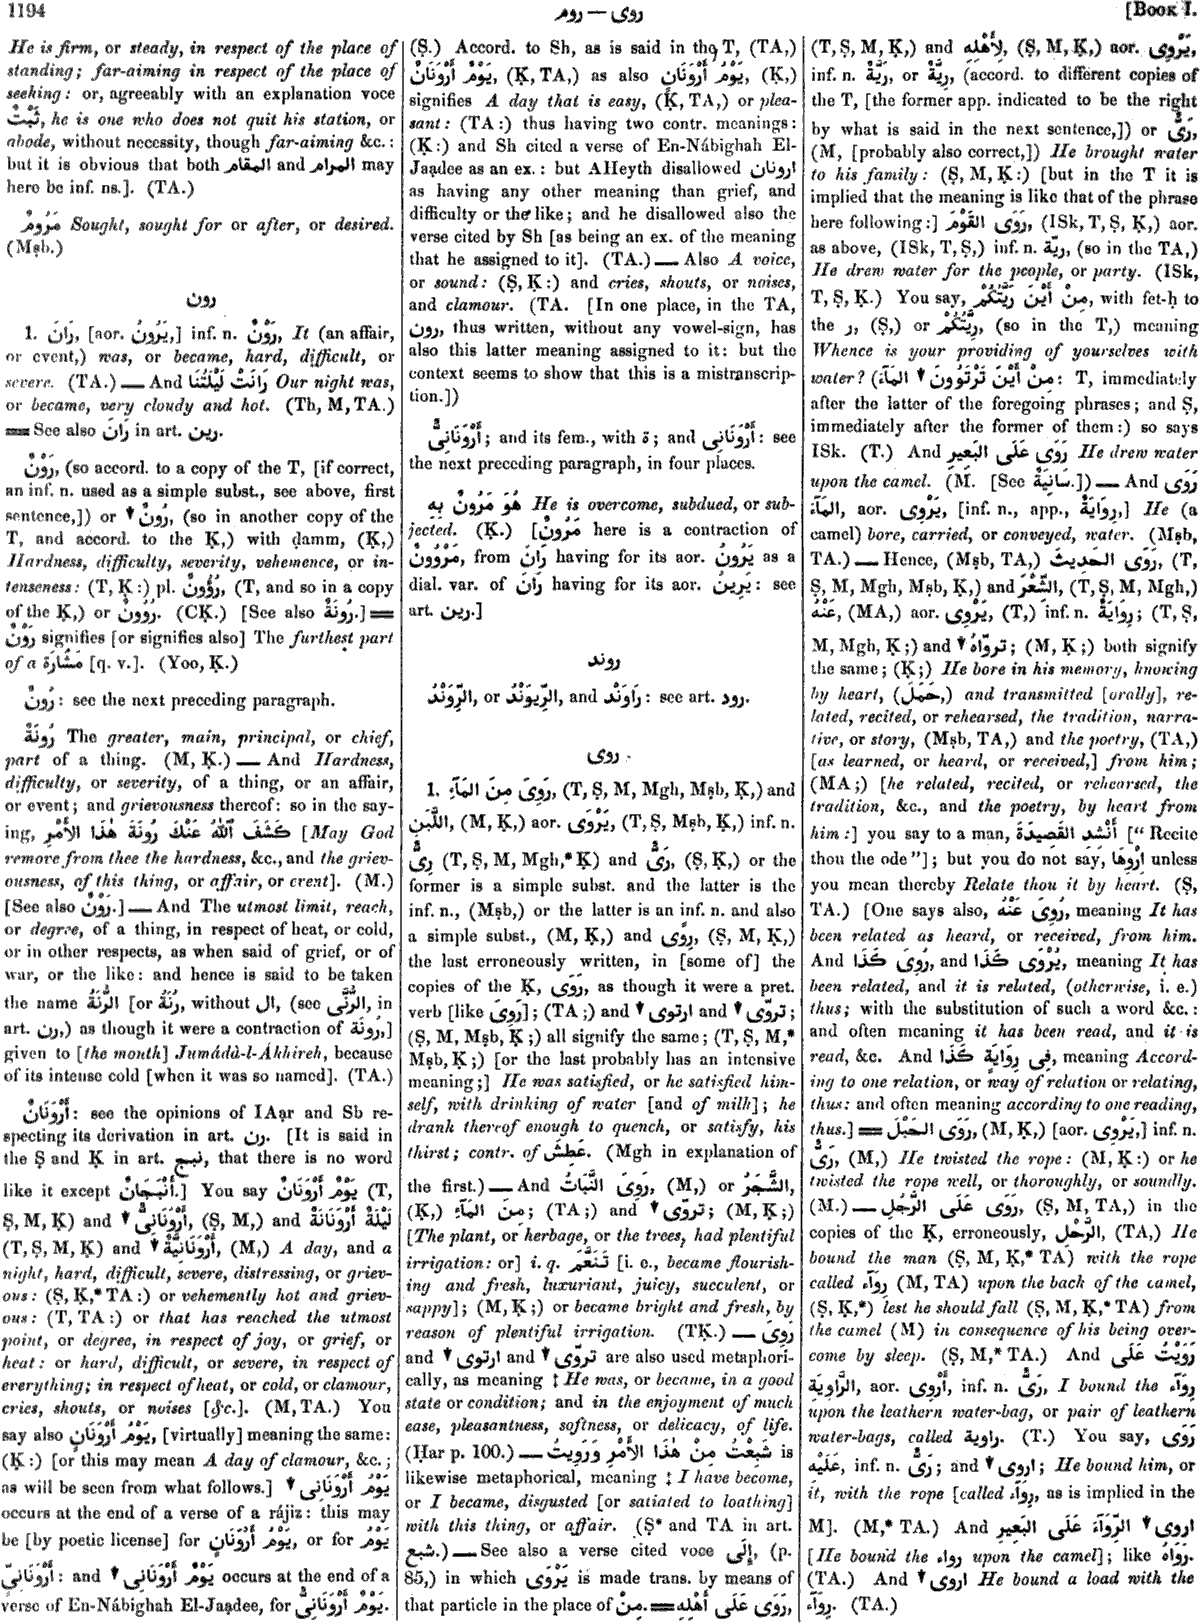 1194
روى — روم
[BOOK I.
He is firm, or steady, in respect of the place of
standing; far-aiming in respect of the place of
seeking: or, agreeably with an explanation voce
ثَبْتٌ, he is one who does not quit his station, or
abode, without necessity, though far-aiming &c.:
but it is obvious that both المقام and المرام may
here be inf. ns.]. (TA.)
مَرُومٌ Sought, sought for or after, or desired.
(Mṣb.)
رون
1. رَانَ, [aor. يَرُونُ,] inf. n. رَوْنٌ, It (an affair,
or event,) was, or became, hard, difficult, or
severe. (TA.) — And رَانَتْ لَيْلَتُنَا Our night was,
or became, very cloudy and hot. (Th, M, TA.)
== See also رَانَ in art. رين.
رَوْنٌ, (so accord. to a copy of the T, [if correct,
an inf. n. used as a simple subst., see above, first
sentence,]) or ▼ رُونٌ, (so in another copy of the
T, and accord. to the Ḳ,) with ḍamm, (Ḳ,)
Hardness, difficulty, severity, vehemence, or in-
tenseness: (T, Ḳ:) pl. رُؤُونٌ, (T, and so in a copy
of the Ḳ,) or رُوُونٌ. (CḲ.) [See also رُونَةٌ.] ==
رَوْنٌ signifies [or signifies also] The furthest part
of a مَشَارَة [q. v.]. (Yoo, Ḳ.)
رُونٌ: see the next preceding paragraph.
رُونَةٌ The greater, main, principal, or chief,
part of a thing. (M, Ḳ.) — And Hardness,
difficulty, or severity, of a thing, or an affair,
or event; and grievousness thereof: so in the say-
ing, كَشَفَ ٱللّٰهُ عَنْكَ رُونَةَ هٰذَا الأَمْرِ [May God
remove from thee the hardness, &c., and the griev-
ousness, of this thing, or affair, or event]. (M.)
[See also رَوْنٌ.] — And The utmost limit, reach,
or degree, of a thing, in respect of heat, or cold,
or in other respects, as when said of grief, or of
war, or the like: and hence is said to be taken
the name الرُّنَةُ [or رُنَةُ, without ال, (see الرُّنَّى, in
art. رن,) as though it were a contraction of رُونَة,]
given to [the month] Jumádà-l-Ákhireh, because
of its intense cold [when it was so named]. (TA.)
أَرْوَنَانٌ: see the opinions of IAạr and Sb re-
specting its derivation in art. رن. [It is said in
the Ṣ and Ḳ in art. نبج, that there is no word
like it except أَنْبَجَانٌ.] You say يَوْمٌ أَرْوَنَانٌ (T,
Ṣ, M, Ḳ) and ▼ أَرْوَنَانِىٌّ, (Ṣ, M,) and لَيْلَةٌ أَرْوَنَانَةٌ
(T, Ṣ, M, Ḳ) and ▼ أَرْوَنَانِيَّةٌ, (M,) A day, and a
night, hard, difficult, severe, distressing, or griev-
ous: (Ṣ, Ḳ,* TA:) or vehemently hot and griev-
ous: (T, TA:) or that has reached the utmost
point, or degree, in respect of joy, or grief, or
heat: or hard, difficult, or severe, in respect of
everything; in respect of heat, or cold, or clamour,
cries, shouts, or noises [&c.]. (M, TA.) You
say also يَوْمُ أَرْوَنَانٍ, [virtually] meaning the same:
(Ḳ:) [or this may mean A day of clamour, &c.;
as will be seen from what follows.] يَوْمُ أَرْوَنَانِى ▼
occurs at the end of a verse of a rájiz: this may
be [by poetic license] for يَوْمُ أَرْوَنَانٍ, or for يَوْمُ
أَرْوَنَانِىٍّ: and يَوْمٌ أَرْوَنَانِى ▼ occurs at the end of a
verse of En-Nábighah El-Jaạdee, for يَوْمٌ أَرْوَنَانِىٌّ.
(Ṣ.) Accord. to Sh, as is said in the T, (TA,)
يَوْمٌ أَرْوَنَانٌ, (Ḳ, TA,) as also يَوْمُ أَرْوَنَانٍ, (Ḳ,)
signifies A day that is easy, (Ḳ, TA,) or plea-
sant: (TA:) thus having two contr. meanings:
(Ḳ:) and Sh cited a verse of En-Nábighah El-
Jaạdee as an ex.: but AHeyth disallowed ارونان
as having any other meaning than grief, and
difficulty or the like; and he disallowed also the
verse cited by Sh [as being an ex. of the meaning
that he assigned to it]. (TA.) — Also A voice,
or sound: (Ṣ, Ḳ:) and cries, shouts, or noises,
and clamour. (TA. [In one place, in the TA,
رون, thus written, without any vowel-sign, has
also this latter meaning assigned to it: but the
context seems to show that this is a mistranscrip-
tion.])
أَرْوَنَانِىٌّ; and its fem., with ة; and أَرْوَنَانِى: see
the next preceding paragraph, in four places.
هُوَ مَرُونٌ بِهِ He is overcome, subdued, or sub-
jected. (Ḳ.) [مَرُونٌ here is a contraction of
مَرْوُونٌ, from رَانَ having for its aor. يَرُونُ as a
dial. var. of رَانَ having for its aor. يَرِينُ: see
art. رين.]
روند
الرَّوَنْدُ, or الرِّيوَنْدُ, and رَاوَنْد: see art. رود.
روى
1. رَوِىَ مِنَ المَآءِ, (T, Ṣ, M, Mgh, Mṣb, Ḳ,) and
اللَّبَنِ, (M, Ḳ,) aor. يَرْوَى, (T, Ṣ, Mṣb, Ḳ,) inf. n.
رِىٌّ (T, Ṣ, M, Mgh,* Ḳ) and رَىٌّ, (Ṣ, Ḳ,) or the
former is a simple subst. and the latter is the
inf. n., (Mṣb,) or the latter is an inf. n. and also
a simple subst., (M, Ḳ,) and رِوًى, (Ṣ, M, Ḳ,)
the last erroneously written, in [some of] the
copies of the Ḳ, رَوَى, as though it were a pret.
verb [like رَوِىَ]; (TA;) and ▼ ارتوى and ▼ تروّى;
(Ṣ, M, Mṣb, Ḳ;) all signify the same; (T, Ṣ, M,*
Mṣb, Ḳ;) [or the last probably has an intensive
meaning;] He was satisfied, or he satisfied him-
self, with drinking of water [and of milk]; he
drank thereof enough to quench, or satisfy, his
thirst; contr. of عَطِشَ. (Mgh in explanation of
the first.) — And رَوِىَ النَّبَاتُ, (M,) or الشَّجَرُ,
(Ḳ,) مِنَ المَآءِ; (TA;) and ▼ تروّى; (M, Ḳ;)
[The plant, or herbage, or the trees, had plentiful
irrigation: or] i. q. تَنَعَّمَ [i. e., became flourish-
ing and fresh, luxuriant, juicy, succulent, or
sappy]; (M, Ḳ;) or became bright and fresh, by
reason of plentiful irrigation. (TḲ.) — رَوِىَ
and ▼ ارتوى and ▼ تروّى are also used metaphori-
cally, as meaning ‡ He was, or became, in a good
state or condition; and in the enjoyment of much
ease, pleasantness, softness, or delicacy, of life.
(Ḥar p. 100.) — شَبِعْتُ مِنْ هٰذَا الأَمْرِ وَرَوِيتُ is
likewise metaphorical, meaning ‡ I have become,
or I became, disgusted [or satiated to loathing]
with this thing, or affair. (Ṣ* and TA in art.
شبع.) — See also a verse cited voce إِلَى, (p.
85,) in which يَرْوَى is made trans. by means of
that particle in the place of مِنْ. == رَوَى عَلَى أَهْلِهِ,
(T, Ṣ, M, Ḳ,) and لِأَهْلِهِ, (Ṣ, M, Ḳ,) aor. يَرْوِى,
inf. n. رَيَّةٌ, or رِيَّةٌ, (accord. to different copies of
the T, [the former app. indicated to be the right
by what is said in the next sentence,]) or رَىٌّ,
(M, [probably also correct,]) He brought water
to his family: (Ṣ, M, Ḳ:) [but in the T it is
implied that the meaning is like that of the phrase
here following:] رَوَى القَوْمَ, (ISk, T, Ṣ, Ḳ,) aor.
as above, (ISk, T, Ṣ,) inf. n. رَيّة, (so in the TA,)
He drew water for the people, or party. (ISk,
T, Ṣ, Ḳ.) You say, مِنْ أَيْنَ رَيَّتُكُمْ, with fet-ḥ to
the ر, (Ṣ,) or رِيَّتُكُمْ, (so in the T,) meaning
Whence is your providing of yourselves with
water? (مِنْ أَيْنَ تَرْتَوُونَ ▼ المَآءَ: T, immediately
after the latter of the foregoing phrases; and Ṣ,
immediately after the former of them:) so says
ISk. (T.) And رَوَى عَلَى البَعِيرِ He drew water
upon the camel. (M. [See سَانِيَةٌ.]) — And رَوَى
المَآءَ, aor. يَرْوِى, [inf. n., app., رِوَايَةٌ,] He (a
camel) bore, carried, or conveyed, water. (Mṣb,
TA.) — Hence, (Mṣb, TA,) رَوَى الحَدِيثَ, (T,
Ṣ, M, Mgh, Mṣb, Ḳ,) and الشِّعْرَ, (T, Ṣ, M, Mgh,)
عَنْهُ, (MA,) aor. يَرْوِى, (T,) inf. n. رِوَايَةٌ; (T, Ṣ,
M, Mgh, Ḳ;) and ▼ تروّاهُ; (M, Ḳ;) both signify
the same; (Ḳ;) He bore in his memory, knowing
by heart, (حَمَلَ,) and transmitted [orally], re-
lated, recited, or rehearsed, the tradition, narra-
tive, or story, (Mṣb, TA,) and the poetry, (TA,)
[as learned, or heard, or received,] from him;
(MA;) [he related, recited, or rehearsed, the
tradition, &c., and the poetry, by heart from
him:] you say to a man, أَنْشِدِ القَصِيدَةَ ["Recite
thou the ode"]; but you do not say, اِرْوِهَا unless
you mean thereby Relate thou it by heart. (Ṣ,
TA.) [One says also, رُوِىَ عَنْهُ, meaning It has
been related as heard, or received, from him.
And رُوِىَ كَذَا, and يُرْوَى كَذَا, meaning It has
been related, and it is related, (otherwise, i. e.)
thus; with the substitution of such a word &c.:
and often meaning it has been read, and it is
read, &c. And فِى رِوَايَةٍ كَذَا, meaning Accord-
ing to one relation, or way of relation or relating,
thus: and often meaning according to one reading,
thus.] == رَوَى الحَبْلَ, (M, Ḳ,) [aor. يَرْوِى,] inf. n.
رَىٌّ, (M,) He twisted the rope: (M, Ḳ:) or he
twisted the rope well, or thoroughly, or soundly.
(M.) — رَوَى عَلَى الرَّجُلِ, (Ṣ, M, TA,) in the
copies of the Ḳ, erroneously, الرَّحْلِ, (TA,) He
bound the man (Ṣ, M, Ḳ,* TA) with the rope
called رِوَآء (M, TA) upon the back of the camel,
(Ṣ, Ḳ,*) lest he should fall (Ṣ, M, Ḳ,* TA) from
the camel (M) in consequence of his being over-
come by sleep. (Ṣ, M,* TA.) And رَوَيْتُ عَلَى
الرَّاوِيَةِ, aor. أَرْوِى, inf. n. رَىٌّ, I bound the رِوَآء
upon the leathern water-bag, or pair of leathern
water-bags, called راوية. (T.) You say, رَوَى
عَلَيْهِ, inf. n. رَىٌّ; and ▼ اروى; He bound him, or
it, with the rope [called رِوَآء, as is implied in the
M]. (M,* TA.) And اروى ▼ الرِّوَآءَ عَلَى البَعِيرِ
[He bound the رواء upon the camel]; like رَوَاهُ.
(TA.) And ▼ اروى He bound a load with the
رِوَآء. (TA.)